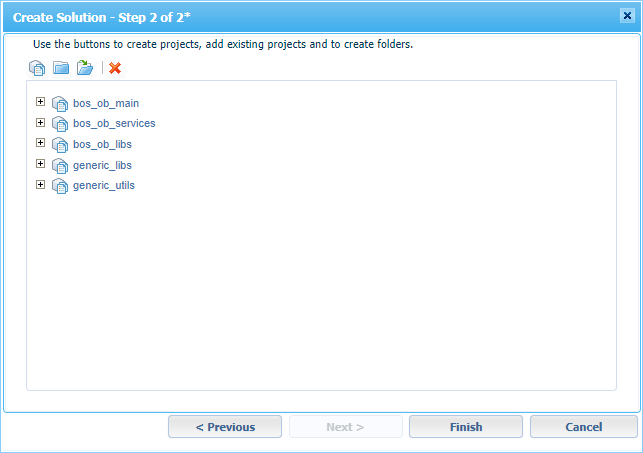 Create Solution - Step 2 of 2*
Use the buttons to create projects, add existing projects and to create folders.
bos_ob_main
bos_ob_services
bos_ob_libs
generic_libs
generic_utils
< Previous Next > Finish Cancel